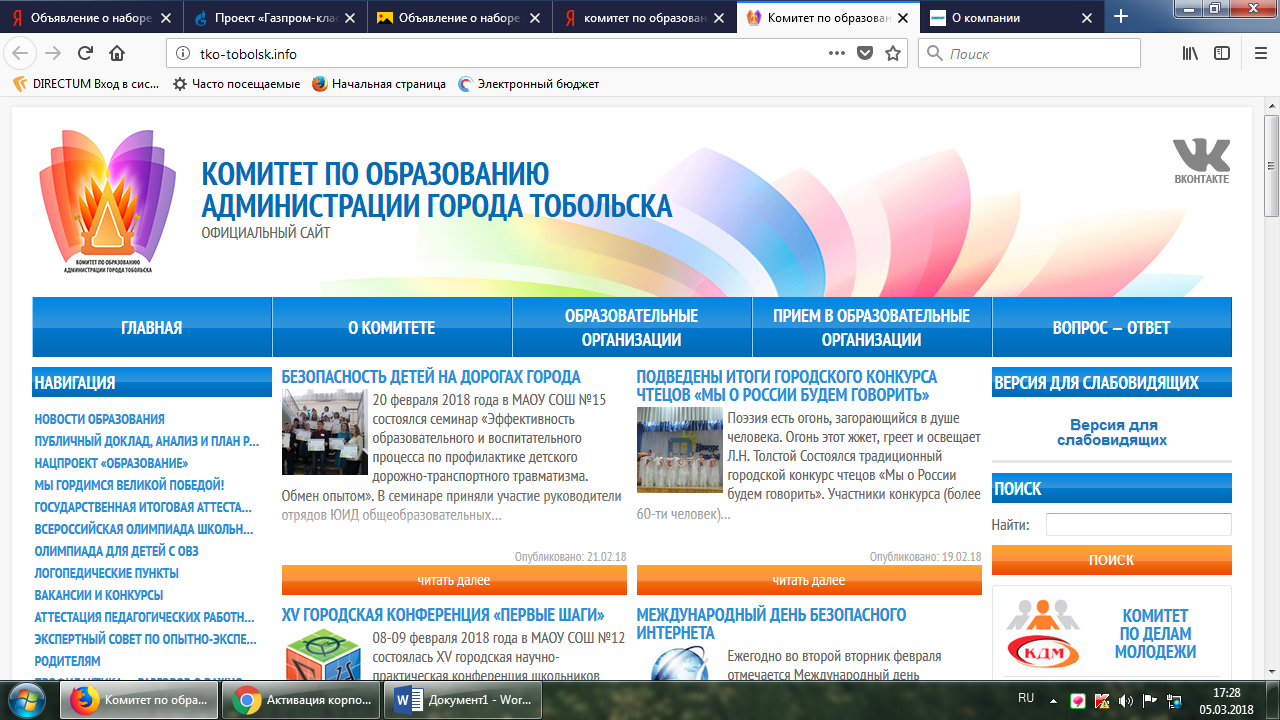 Объявление о наборе
Проект «Газпром-клас
Объявление о наборе
комитет по образован
Комитет по образован
О компании
tko-tobolsk.info
Поиск
DIRECTUM Вход в сис...
Часто посещаемые
Начальная страница
Электронный бюджет
КОМИТЕТ ПО ОБРАЗОВАНИЮ
АДМИНИСТРАЦИИ ГОРОДА ТОБОЛЬСКА
КОМИТЕТ ПО ОБРАЗОВАНИЮ
АДМИНИСТРАЦИИ ГОРОДА ТОБОЛЬСКА
ОФИЦИАЛЬНЫЙ САЙТ
ВКОНТАКТЕ
ГЛАВНАЯ
О КОМИТЕТЕ
ОБРАЗОВАТЕЛЬНЫЕ
ОРГАНИЗАЦИИ
ПРИЕМ В ОБРАЗОВАТЕЛЬНЫЕ
ОРГАНИЗАЦИИ
ВОПРОС — ОТВЕТ
НАВИГАЦИЯ
НОВОСТИ ОБРАЗОВАНИЯ
ПУБЛИЧНЫЙ ДОКЛАД, АНАЛИЗ И ПЛАН Р...
НАЦПРОЕКТ «ОБРАЗОВАНИЕ»
МЫ ГОРДИМСЯ ВЕЛИКОЙ ПОБЕДОЙ!
ГОСУДАРСТВЕННАЯ ИТОГОВАЯ АТТЕСТА...
ВСЕРОССИЙСКАЯ ОЛИМПИАДА ШКОЛЬН...
ОЛИМПИАДА ДЛЯ ДЕТЕЙ С ОВЗ
ЛОГОПЕДИЧЕСКИЕ ПУНКТЫ
ВАКАНСИИ И КОНКУРСЫ
АТТЕСТАЦИЯ ПЕДАГОГИЧЕСКИХ РАБОТН...
ЭКСПЕРТНЫЙ СОВЕТ ПО ОПЫТНО-ЭКСПЕ...
РОДИТЕЛЯМ
БЕЗОПАСНОСТЬ ДЕТЕЙ НА ДОРОГАХ ГОРОДА
20 февраля 2018 года в МАОУ СОШ №15
состоялся семинар «Эффективность
образовательного и воспитательного
процесса по профилактике детского
дорожно-транспортного травматизма.
Обмен опытом». В семинаре приняли участие руководители
отрядов ЮИД общеобразовательных...
Опубликовано: 21.02.18
читать далее
ПОДВЕДЕНЫ ИТОГИ ГОРОДСКОГО КОНКУРСА
ЧТЕЦОВ «МЫ О РОССИИ БУДЕМ ГОВОРИТЬ»
Поэзия есть огонь, загорающийся в душе
человека. Огонь этот жжет, греет и освещает
Л.Н. Толстой Состоялся традиционный
городской конкурс чтецов «Мы о России
будем говорить». Участники конкурса (более
60-ти человек)...
Опубликовано: 19.02.18
читать далее
XV ГОРОДСКАЯ КОНФЕРЕНЦИЯ «ПЕРВЫЕ ШАГИ»
08-09 февраля 2018 года в МАОУ СОШ №12
состоялась XV городская научно-
практическая конференция школьников
МЕЖДУНАРОДНЫЙ ДЕНЬ БЕЗОПАСНОГО
ИНТЕРНЕТА
Ежегодно во второй вторник февраля
отмечается Международный день
ВЕРСИЯ ДЛЯ СЛАБОВИДЯЩИХ
Версия для
слабовидящих
ПОИСК
Найти:
ПОИСК
КДМ
КОМИТЕТ
ПО ДЕЛАМ
МОЛОДЕЖИ
Комитет по обра...
Активация корпо...
Документ1 - Wor...
RU
17:28
05.03.2018